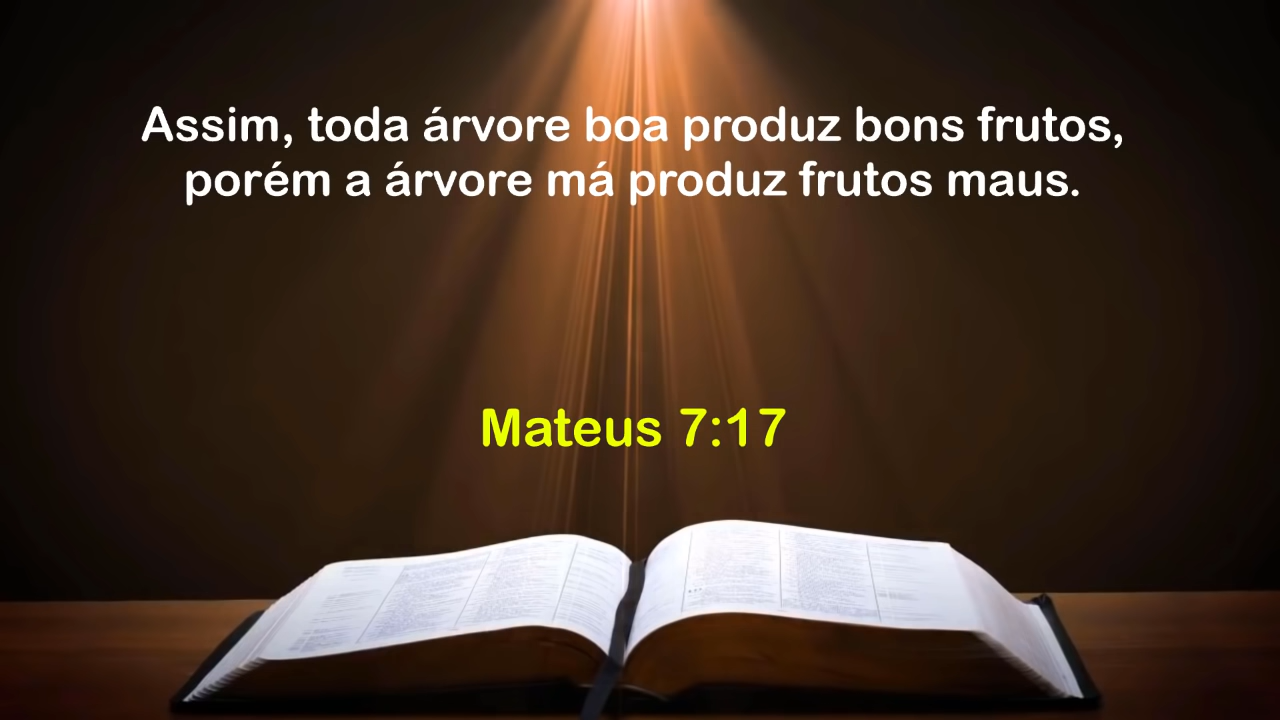 Assim, toda árvore boa produz bons frutos,
porém a árvore má produz frutos maus.
Mateus 7:17